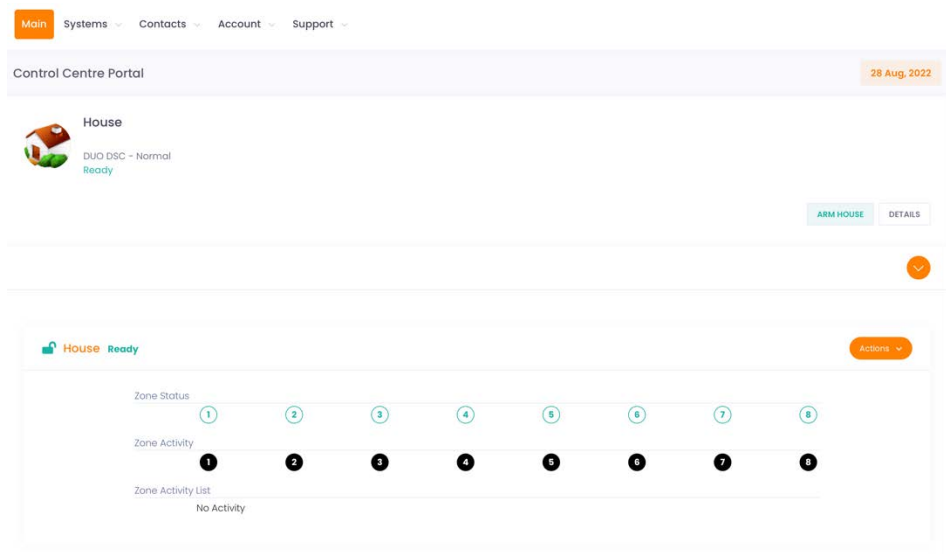 Main Systems Contacts Account Support
Control Centre Portal 28 Aug, 2022
House
DUO DSC - Normal
Ready
ARM HOUSE DETAILS
House Ready Actions
Zone Status
1 2 3 4 5 6 7 8
Zone Activity
1 2 3 4 5 6 7 8
Zone Activity List
No Activity